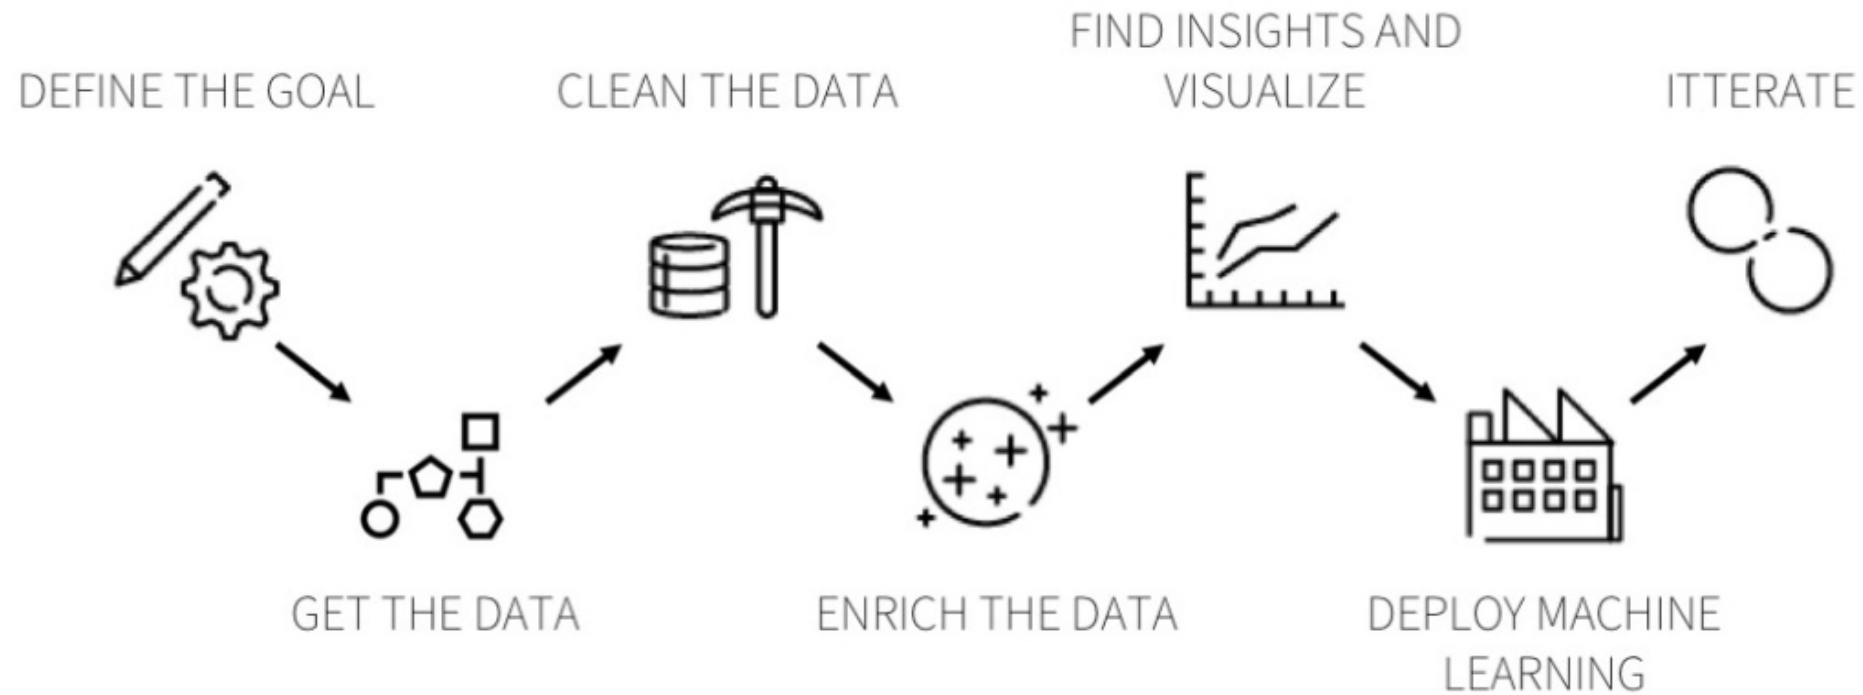 DEFINE THE GOAL
GET THE DATA
CLEAN THE DATA
ENRICH THE DATA
FIND INSIGHTS AND
VISUALIZE
DEPLOY MACHINE
LEARNING
ITTERATE